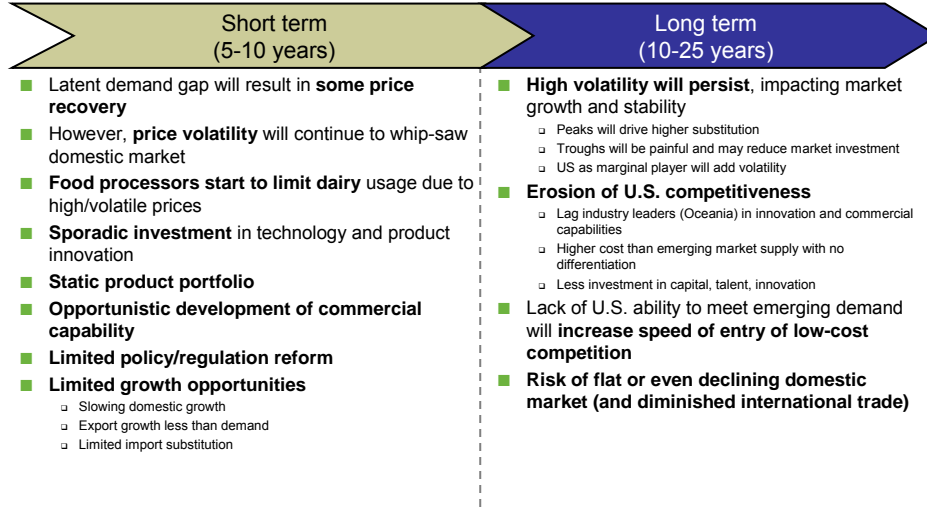 Short term
(5-10 years)
■ Latent demand gap will result in some price
recovery
■ However, price volatility will continue to whip-saw
domestic market
■ Food processors start to limit dairy usage due to
high/volatile prices
■ Sporadic investment in technology and product
innovation
■ Static product portfolio
■ Opportunistic development of commercial
capability
■ Limited policy/regulation reform
■ Limited growth opportunities
❑ Slowing domestic growth
❑ Export growth less than demand
❑ Limited import substitution
Long term
(10-25 years)
■ High volatility will persist, impacting market
growth and stability
❑ Peaks will drive higher substitution
❑ Troughs will be painful and may reduce market investment
❑ US as marginal player will add volatility
■ Erosion of U.S. competitiveness
❑ Lag industry leaders (Oceania) in innovation and commercial
capabilities
❑ Higher cost than emerging market supply with no
differentiation
❑ Less investment in capital, talent, innovation
■ Lack of U.S. ability to meet emerging demand
will increase speed of entry of low-cost
competition
■ Risk of flat or even declining domestic
market (and diminished international trade)